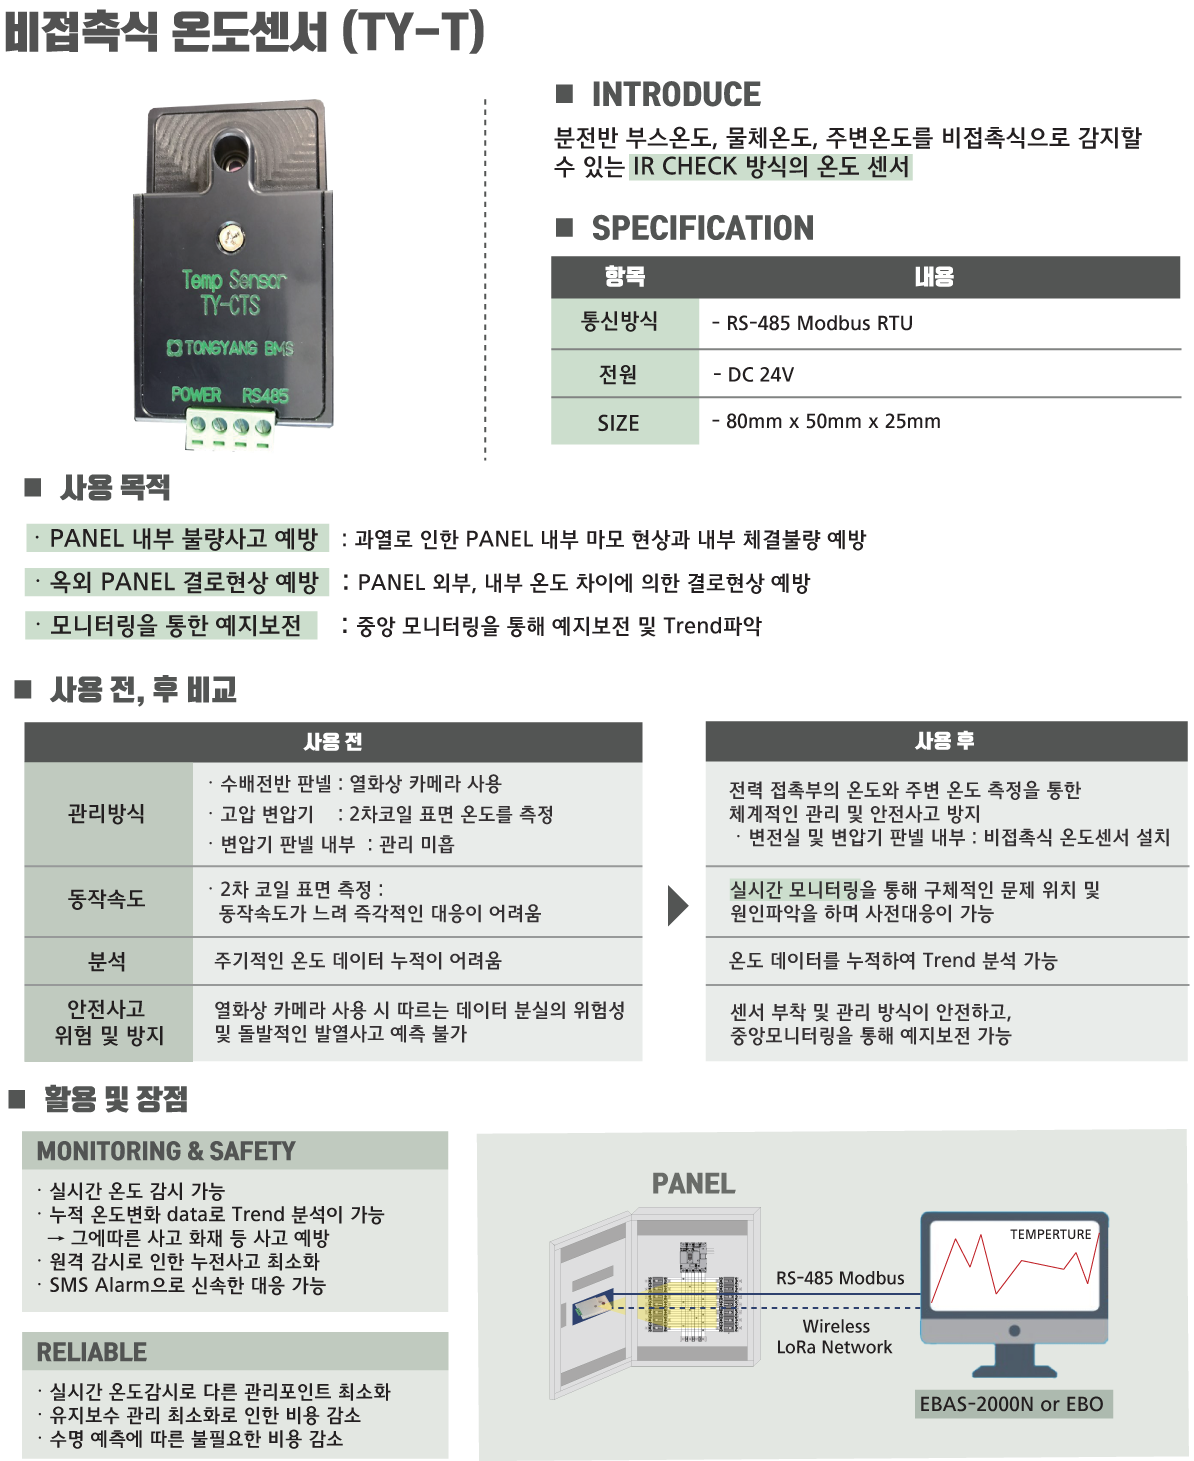 비접촉식 온도센서 (TY-T)
Temp Sensor
TY-CTS
TONGYANG BMS
POWER RS485
■ INTRODUCE
분전반 부스온도, 물체온도, 주변온도를 비접촉식으로 감지할
수 있는 IR CHECK 방식의 온도 센서
■ SPECIFICATION
항목 내용
통신방식 - RS-485 Modbus RTU
전원 - DC 24V
SIZE - 80mm x 50mm x 25mm
■ 사용 목적
· PANEL 내부 불량사고 예방 : 과열로 인한 PANEL 내부 마모 현상과 내부 체결불량 예방
· 옥외 PANEL 결로현상 예방 : PANEL 외부, 내부 온도 차이에 의한 결로현상 예방
· 모니터링을 통한 예지보전 : 중앙 모니터링을 통해 예지보전 및 Trend파악
■ 사용 전, 후 비교
사용 전
관리방식
· 수배전반 판넬 : 열화상 카메라 사용
· 고압 변압기 : 2차코일 표면 온도를 측정
· 변압기 판넬 내부 : 관리 미흡
동작속도
· 2차 코일 표면 측정 :
동작속도가 느려 즉각적인 대응이 어려움
분석
주기적인 온도 데이터 누적이 어려움
안전사고
위험 및 방지
열화상 카메라 사용 시 따르는 데이터 분실의 위험성
및 돌발적인 발열사고 예측 불가
사용 후
전력 접촉부의 온도와 주변 온도 측정을 통한
체계적인 관리 및 안전사고 방지
· 변전실 및 변압기 판넬 내부 : 비접촉식 온도센서 설치
실시간 모니터링을 통해 구체적인 문제 위치 및
원인파악을 하며 사전대응이 가능
온도 데이터를 누적하여 Trend 분석 가능
센서 부착 및 관리 방식이 안전하고,
중앙모니터링을 통해 예지보전 가능
■ 활용 및 장점
MONITORING & SAFETY
· 실시간 온도 감시 가능
· 누적 온도변화 data로 Trend 분석이 가능
→ 그에따른 사고 화재 등 사고 예방
· 원격 감시로 인한 누전사고 최소화
· SMS Alarm으로 신속한 대응 가능
RELIABLE
· 실시간 온도감시로 다른 관리포인트 최소화
· 유지보수 관리 최소화로 인한 비용 감소
· 수명 예측에 따른 불필요한 비용 감소
PANEL
TEMPERTURE
RS-485 Modbus
Wireless
LoRa Network
EBAS-2000N or EBO